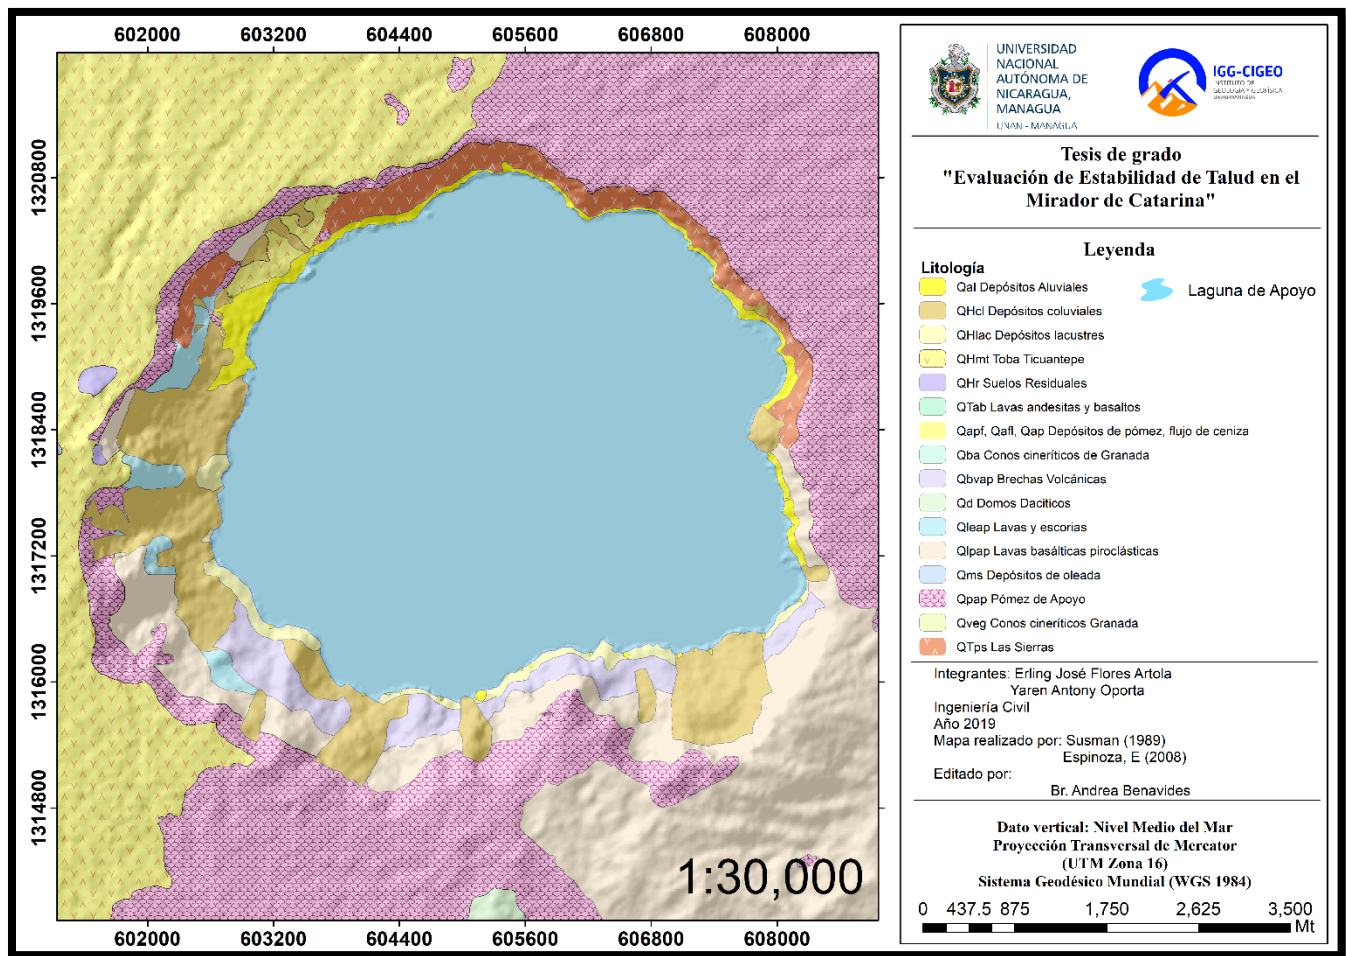 602000 603200 604400 605600 606800 608000
1320800
1319600
1318400
1317200
1316000
1314800
1:30,000
602000 603200 604400 605600 606800 608000
UNIVERSIDAD
NACIONAL
AUTÓNOMA DE
NICARAGUA,
MANAGUA
UNAN - MANAGUA
IGG-CIGEO
INSTITUTO DE
GEOLOGÍA Y GEOFÍSICA
Tesis de grado
"Evaluación de Estabilidad de Talud en el
Mirador de Catarina"
Leyenda
Litología
Qal Depósitos Aluviales
QHcl Depósitos coluviales
QHlac Depósitos lacustres
QHmt Toba Ticuantepe
QHr Suelos Residuales
QTab Lavas andesitas y basaltos
Qapf, Qafl, Qap Depósitos de pómez, flujo de ceniza
Qba Conos cineríticos de Granada
Qbvap Brechas Volcánicas
Qd Domos Daciticos
Qleap Lavas y escorias
Qlpap Lavas basálticas piroclásticas
Qms Depósitos de oleada
Qpap Pómez de Apoyo
Qveg Conos cineríticos Granada
QTps Las Sierras
Laguna de Apoyo
Integrantes: Erling José Flores Artola
Yaren Antony Oporta
Ingeniería Civil
Año 2019
Mapa realizado por: Susman (1989)
Espinoza, E (2008)
Editado por:
Br. Andrea Benavides
Dato vertical: Nivel Medio del Mar
Proyección Transversal de Mercator
(UTM Zona 16)
Sistema Geodésico Mundial (WGS 1984)
0 437.5 875 1,750 2,625 3,500
Mt